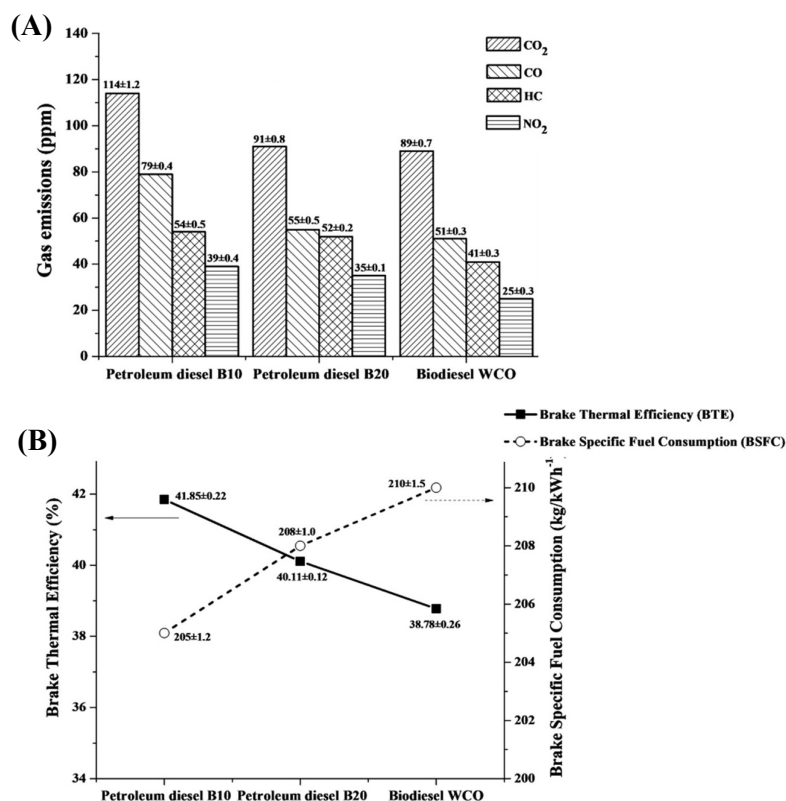 (A)
140
120
100
80
60
40
20
0
Gas emissions (ppm)
CO₂
CO
HC
NO₂
114±1.2
79±0.4
54±0.5
39±0.4
91±0.8
55±0.5
52±0.2
35±0.1
89±0.7
51±0.3
41±0.3
25±0.3
Petroleum diesel B10
Petroleum diesel B20
Biodiesel WCO
Brake Thermal Efficiency (BTE)
Brake Specific Fuel Consumption (BSFC)
(B)
42
40
38
36
34
Brake Thermal Efficiency (%)
41.85±0.22
40.11±0.12
38.78±0.26
205±1.2
208±1.0
210±1.5
210
208
206
204
202
200
Brake Specific Fuel Consumption (kg/kWh⁻¹
Petroleum diesel B10
Petroleum diesel B20
Biodiesel WCO